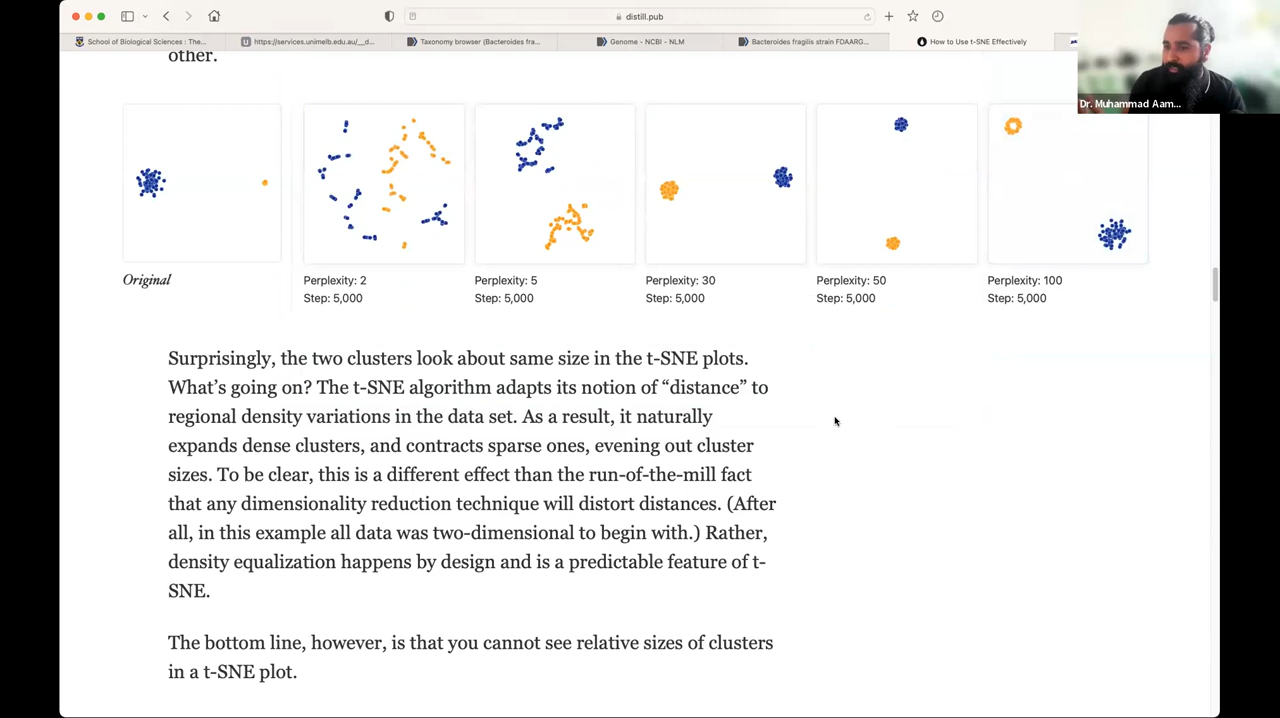 distill.pub
School of Biological Sciences : The...
https://services.unimelb.edu.au/__d...
Taxonomy browser (Bacteroides fra...
Genome - NCBI - NLM
Bacteroides fragilis strain FDAARG...
How to Use t-SNE Effectively
Dr. Muhammad Aam...
other.
Original
Perplexity: 2
Step: 5,000
Perplexity: 5
Step: 5,000
Perplexity: 30
Step: 5,000
Perplexity: 50
Step: 5,000
Perplexity: 100
Step: 5,000
Surprisingly, the two clusters look about same size in the t-SNE plots.
What's going on? The t-SNE algorithm adapts its notion of “distance” to
regional density variations in the data set. As a result, it naturally
expands dense clusters, and contracts sparse ones, evening out cluster
sizes. To be clear, this is a different effect than the run-of-the-mill fact
that any dimensionality reduction technique will distort distances. (After
all, in this example all data was two-dimensional to begin with.) Rather,
density equalization happens by design and is a predictable feature of t-
SNE.
The bottom line, however, is that you cannot see relative sizes of clusters
in a t-SNE plot.